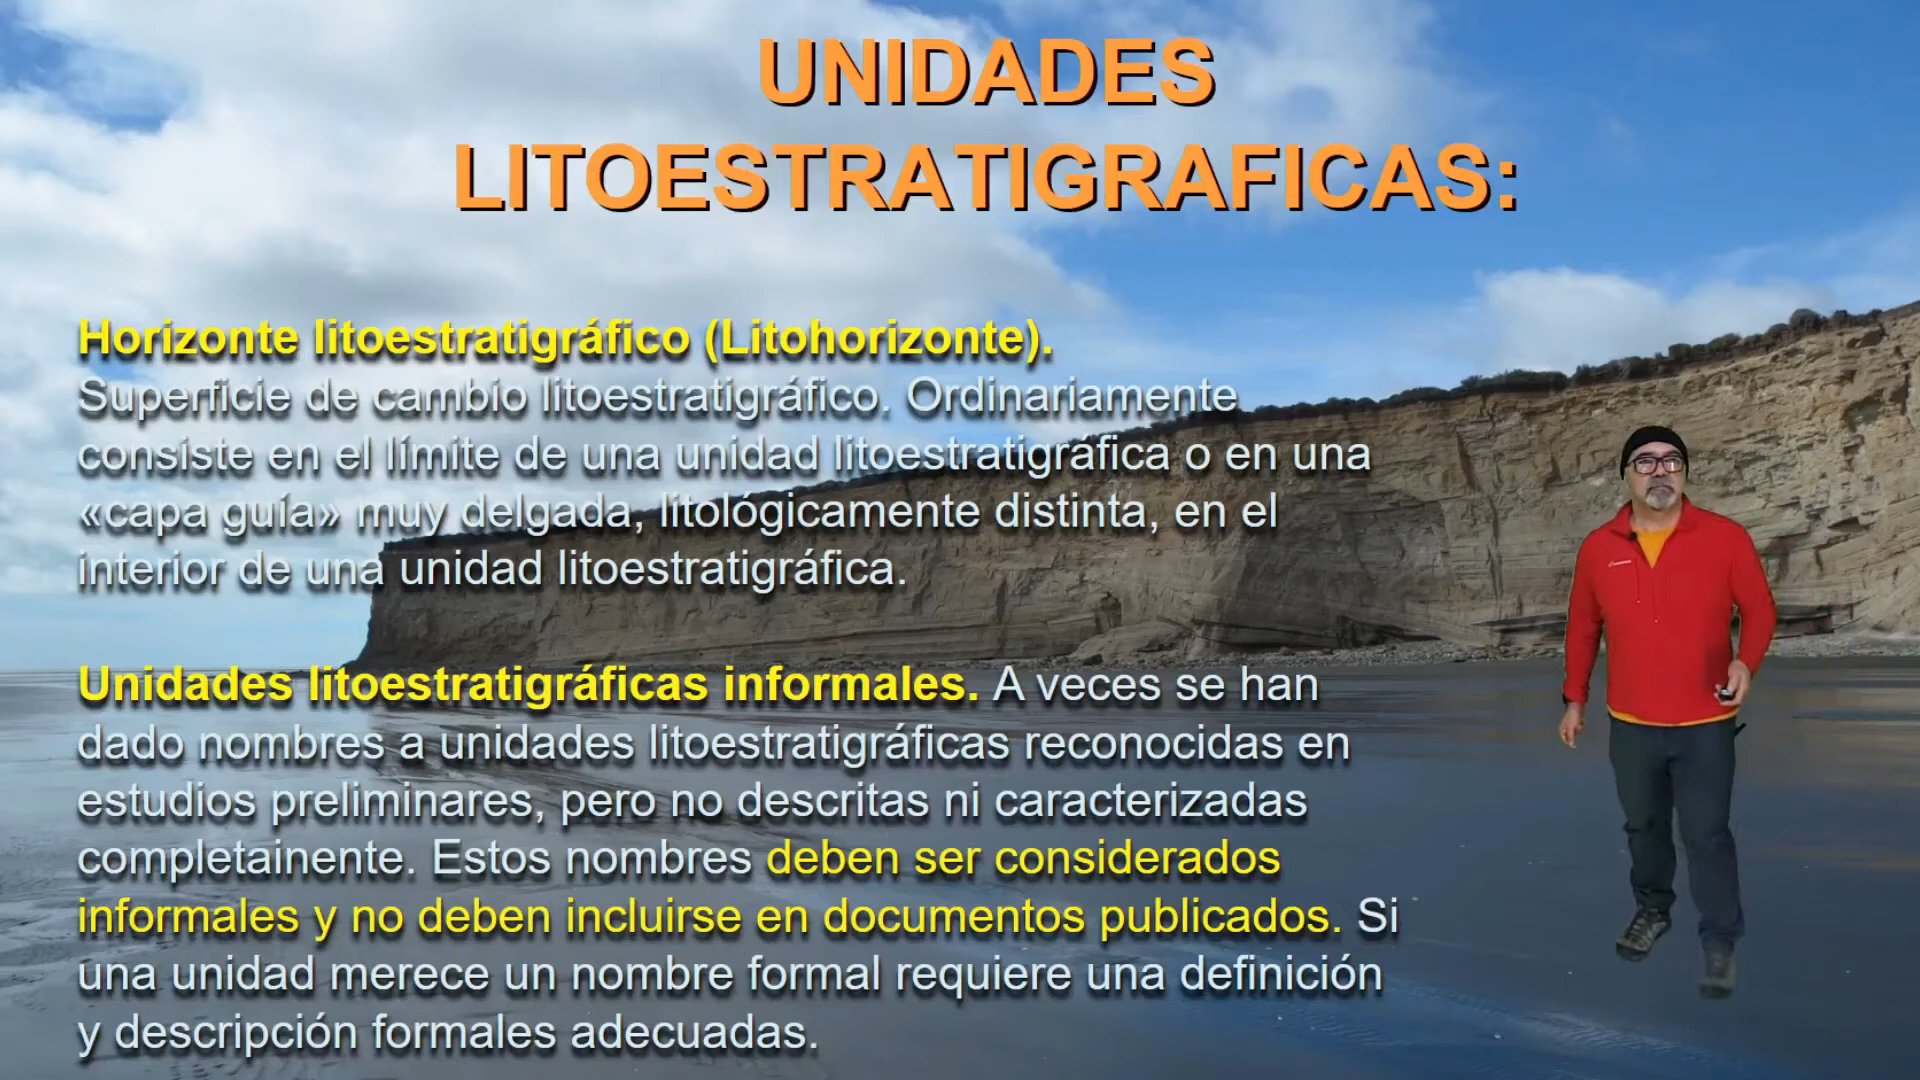 UNIDADES
LITOESTRATIGRAFICAS:
Horizonte litoestratigráfico (Litohorizonte).
Superficie de cambio litoestratigráfico. Ordinariamente
consiste en el límite de una unidad litoestratigráfica o en una
«capa guía» muy delgada, litológicamente distinta, en el
interior de una unidad litoestratigráfica.
Unidades litoestratigráficas informales. A veces se han
dado nombres a unidades litoestratigráficas reconocidas en
estudios preliminares, pero no descritas ni caracterizadas
completainente. Estos nombres deben ser considerados
informales y no deben incluirse en documentos publicados. Si
una unidad merece un nombre formal requiere una definición
y descripción formales adecuadas.